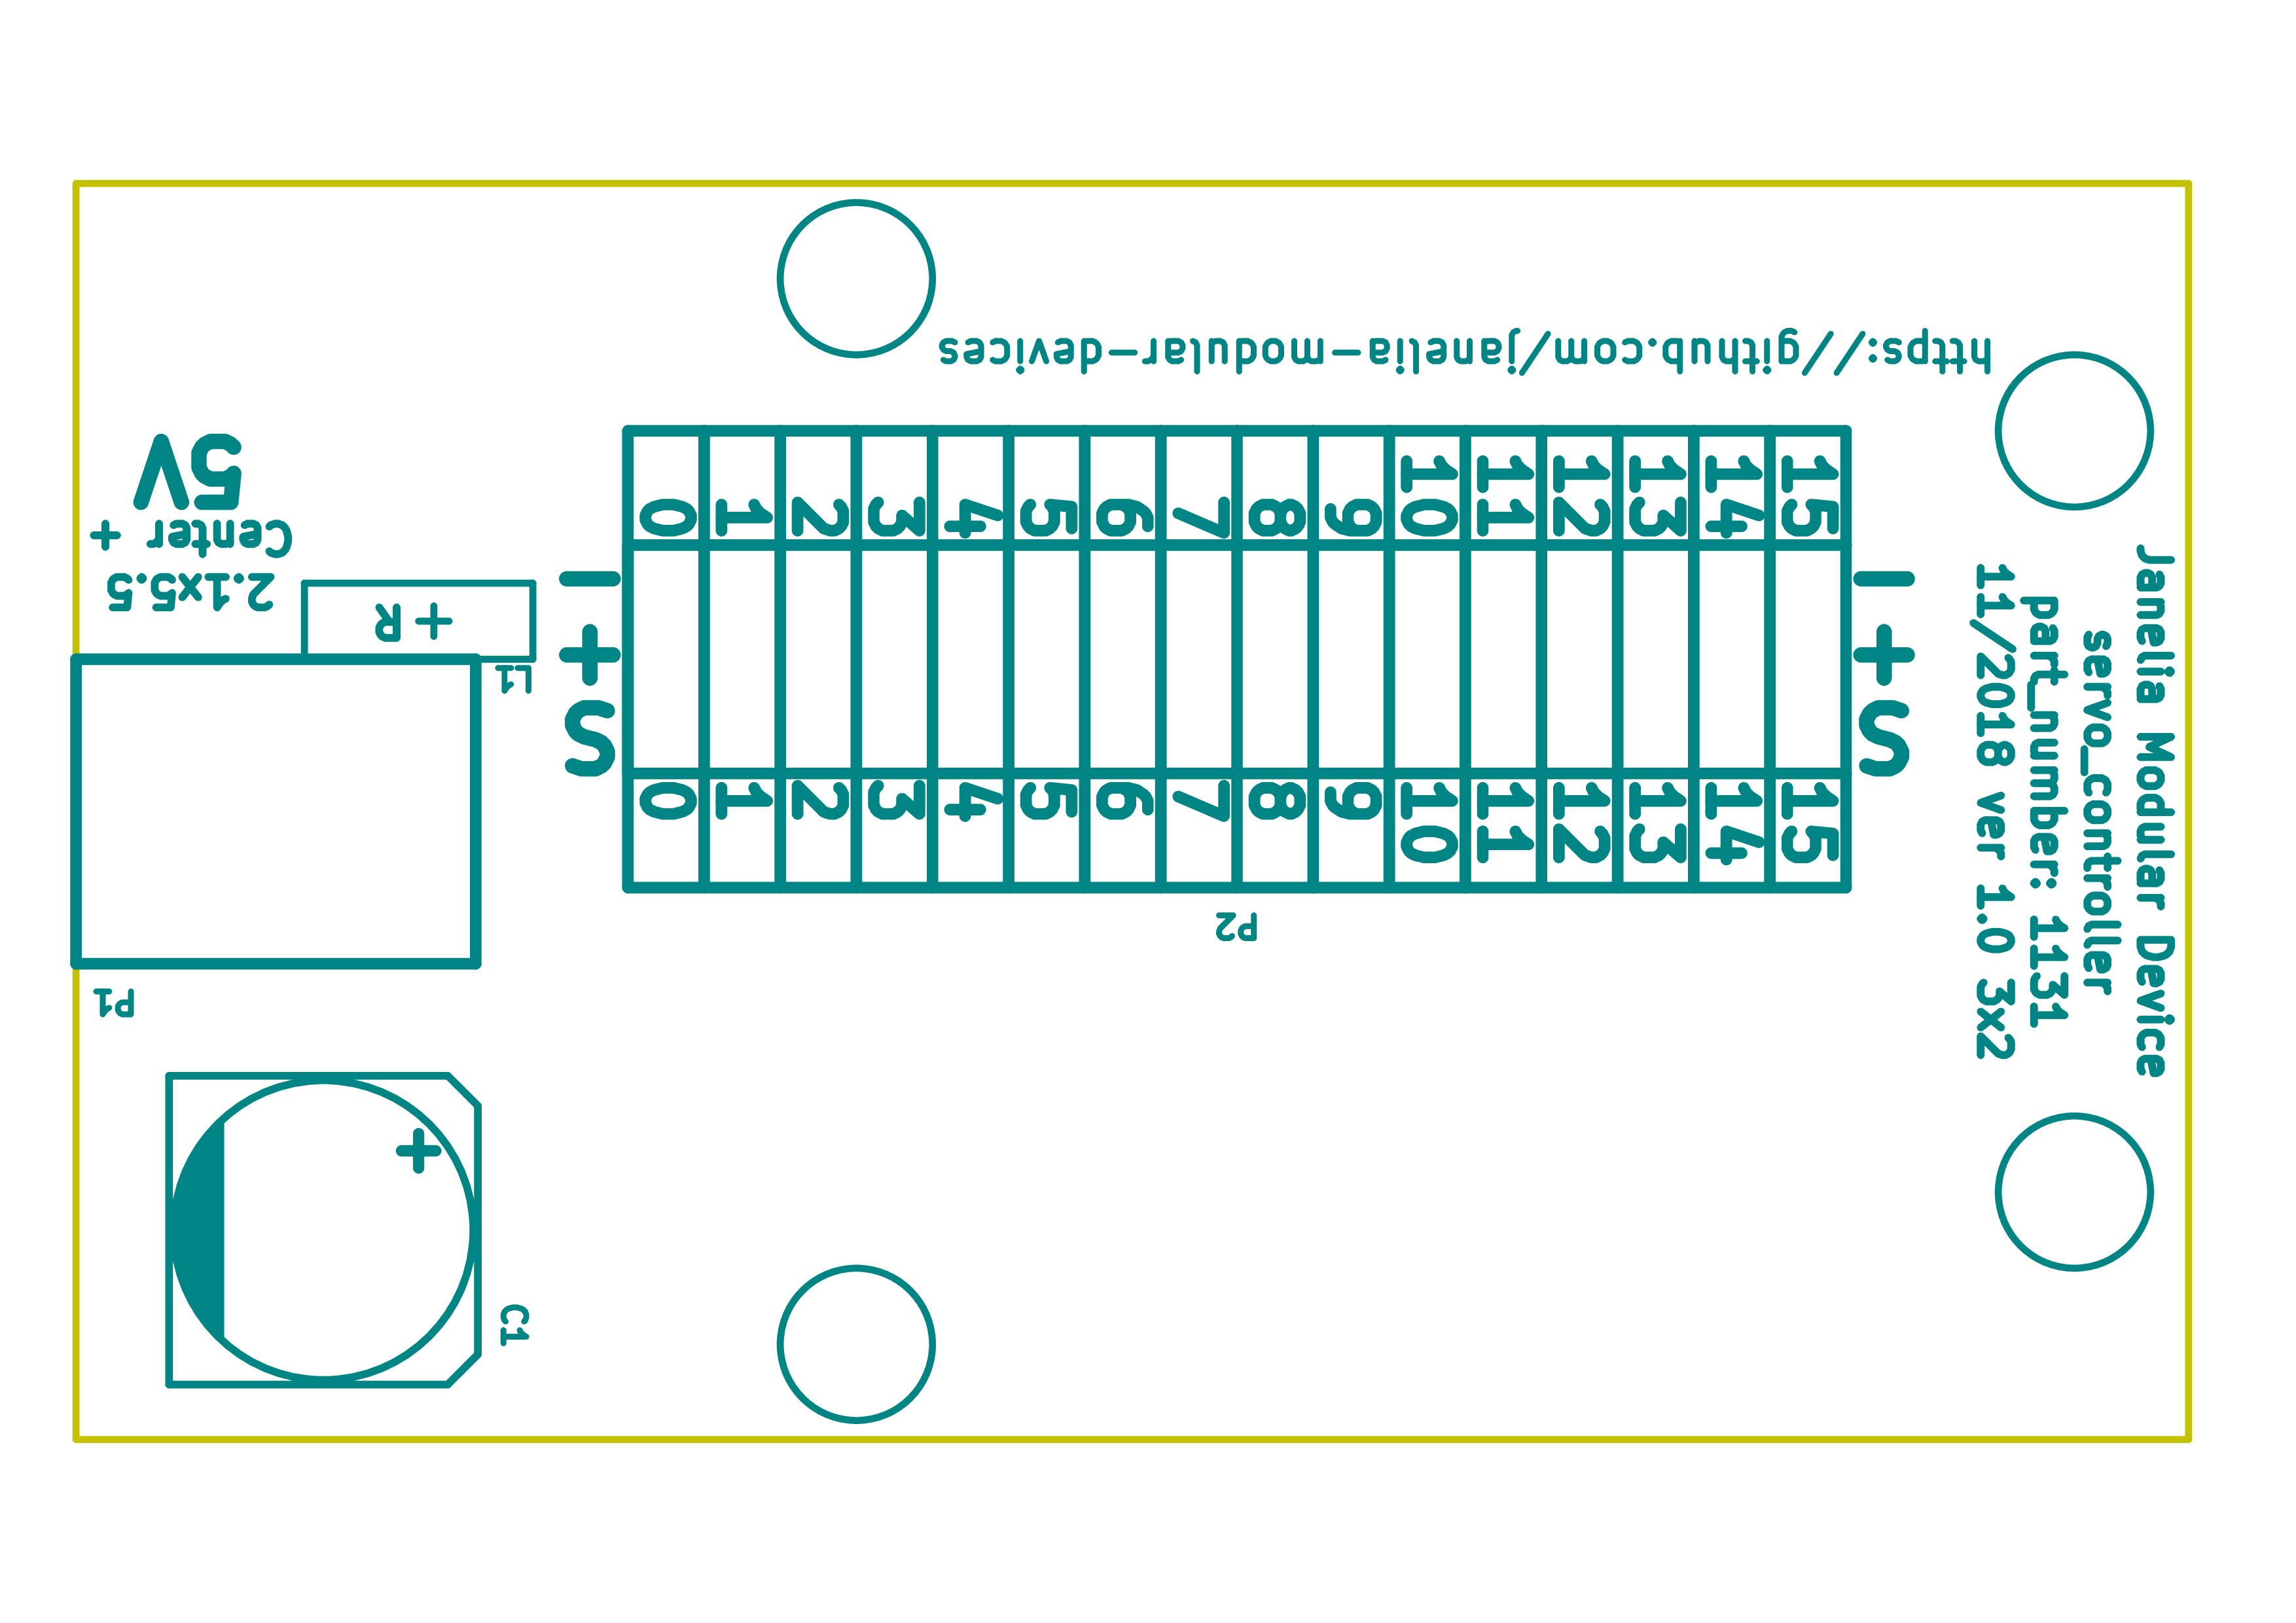 https://github.com/janelia-modular-devices
5V
Center +
2.1x5.5
+R
L1
P1
C1
+
- + S
0 1 2 3 4 5 6 7 8 9 10 11 12 13 14 15
0 1 2 3 4 5 6 7 8 9 10 11 12 13 14 15
- + S
P2
Janelia Modular Device
servo_controller
part_number: 1131
11/2018 ver 1.0 3x2